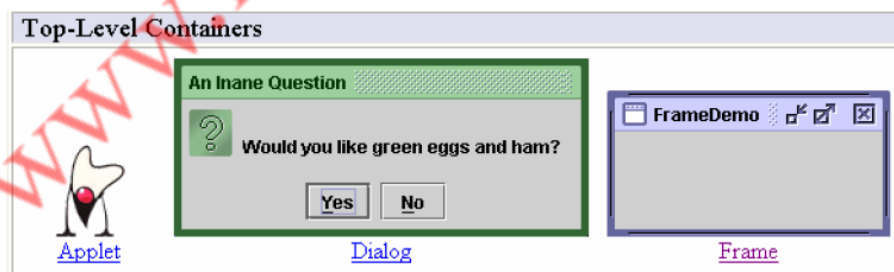 Top-Level Containers
An Inane Question
Would you like green eggs and ham?
Yes No
FrameDemo
Applet
Dialog
Frame
www.